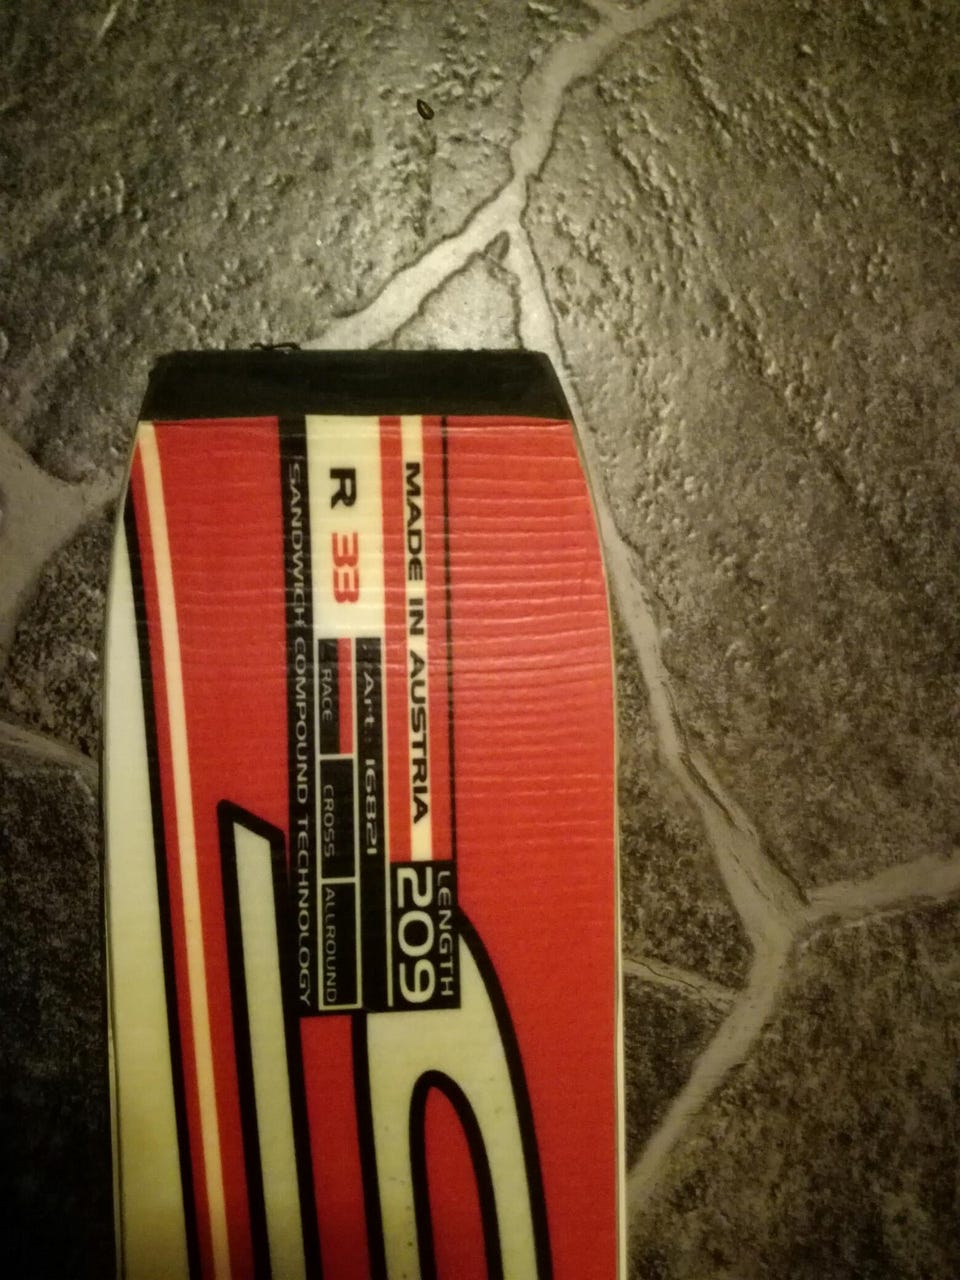 LENGTH
209
MADE IN AUSTRIA
Art.: 16821
R 33
RACE CROSS ALLROUND
SANDWICH COMPOUND TECHNOLOGY